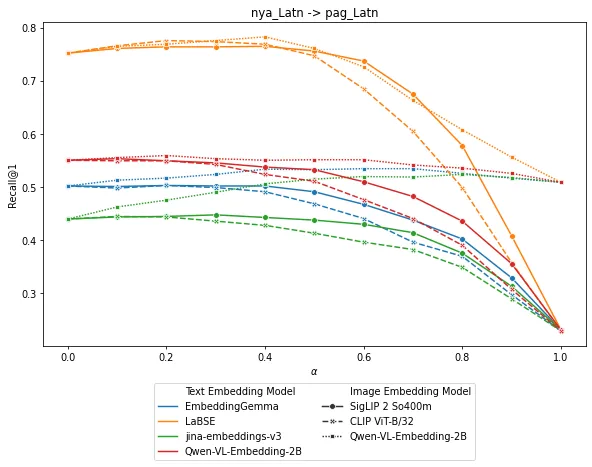 nya_Latn -> pag_Latn
0.8
0.7
0.6
0.5
0.4
0.3
Recall@1
0.0 0.2 0.4 0.6 0.8 1.0
α
Text Embedding Model Image Embedding Model
EmbeddingGemma SigLIP 2 So400m
LaBSE CLIP ViT-B/32
jina-embeddings-v3 Qwen-VL-Embedding-2B
Qwen-VL-Embedding-2B